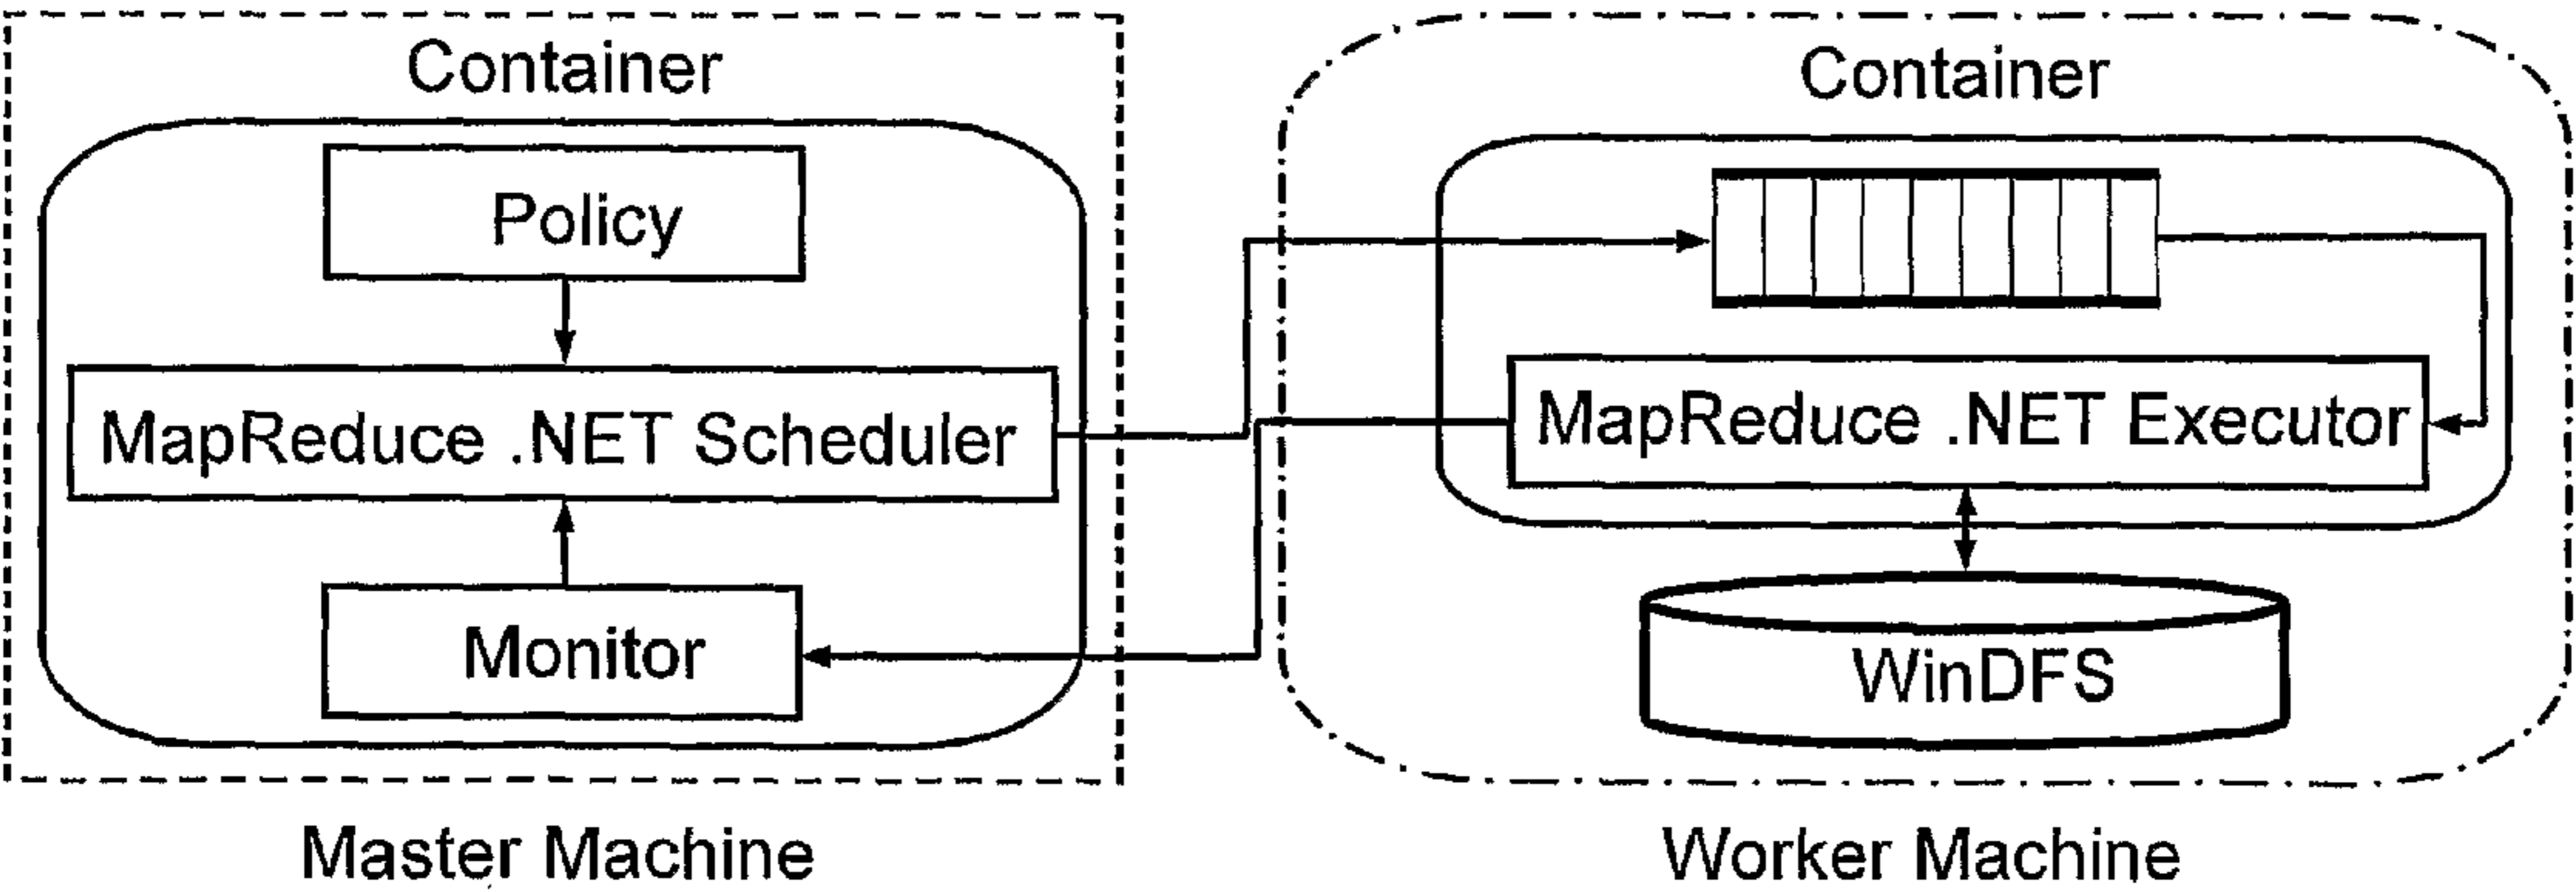 Container
Policy
MapReduce .NET Scheduler
Monitor
Master Machine
Container
MapReduce .NET Executor
WinDFS
Worker Machine